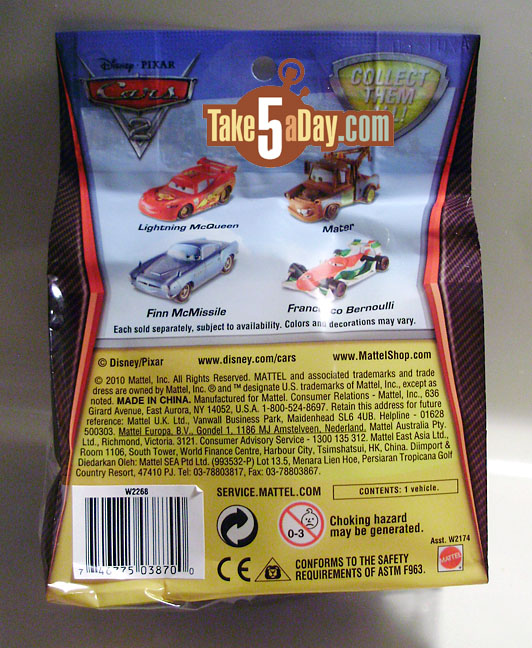 Disney · PIXAR
Cars
2
COLLECT
THEM
ALL!
Take 5 aDay.com
Lightning McQueen
Mater
Finn McMissile
Francesco Bernoulli
Each sold separately, subject to availability. Colors and decorations may vary.
© Disney/Pixar www.disney.com/cars www.MattelShop.com
© 2010 Mattel, Inc. All Rights Reserved. MATTEL and associated trademarks and trade
dress are owned by Mattel, Inc. ® and ™ designate U.S. trademarks of Mattel, Inc., except as
noted. MADE IN CHINA. Manufactured for Mattel. Consumer Relations - Mattel, Inc., 636
Girard Avenue, East Aurora, NY 14052, U.S.A. 1-800-524-8697. Retain this address for future
reference: Mattel U.K. Ltd., Vanwall Business Park, Maidenhead SL6 4UB. Helpline - 01628
500303. Mattel Europa, B.V., Gondel 1, 1186 MJ Amstelveen, Nederland. Mattel Australia Pty.
Ltd., Richmond, Victoria. 3121. Consumer Advisory Service - 1300 135 312. Mattel East Asia Ltd.,
Room 1106, South Tower, World Finance Centre, Harbour City, Tsimshatsui, HK, China. Diimport &
Diedarkan Oleh: Mattel SEA Ptd Ltd. (993532-P) Lot 13.5, Menara Lien Hoe, Persiaran Tropicana Golf
Country Resort, 47410 PJ. Tel: 03-78803817, Fax: 03-78803867.
W2268
7 46775 03870 0
SERVICE.MATTEL.COM
CONTENTS: 1 vehicle.
0-3
Choking hazard
may be generated.
Asst. W2174
MATTEL
CE
CONFORMS TO THE SAFETY
REQUIREMENTS OF ASTM F963.